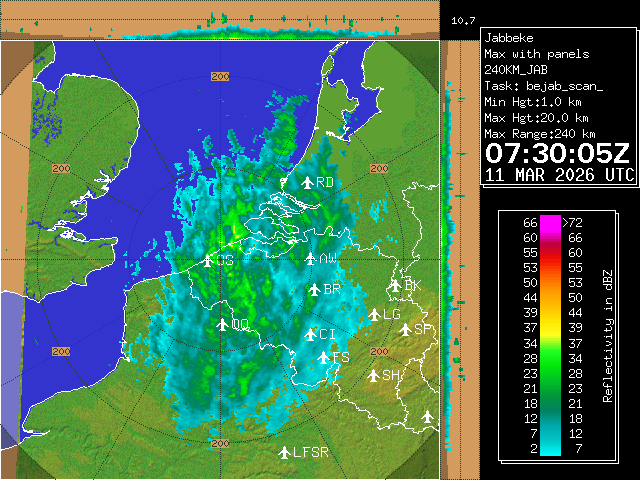 10.7
Jabbeke
Max with panels
240KM_JAB
Task: bejab_scan_
Min Hgt:1.0 km
Max Hgt:20.0 km
Max Range:240 km
07:30:05Z
11 MAR 2026 UTC
200
200
200
RD
OS
AW
BR
BK
LG
QO
CI
SP
FS
200
SH
200
LFSR
66 >72
60 66
55 60
53 55
50 53
44 50
39 44
37 39
34 37
28 34
23 28
21 23
18 21
12 18
7 12
2 7
Reflectivity in dBZ